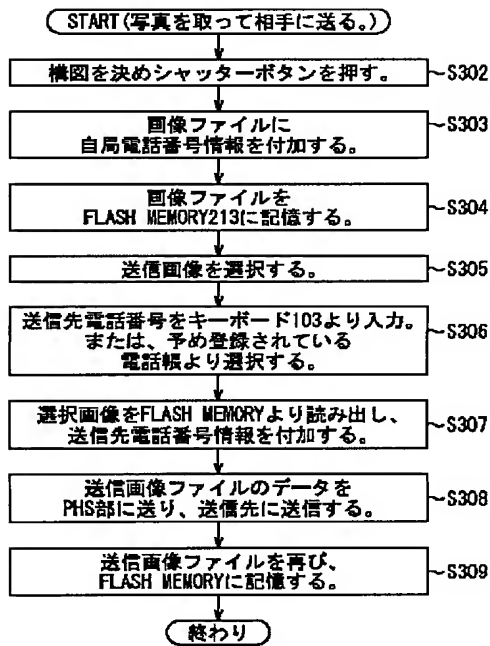 START(写真を取って相手に送る。)
構図を決めシャッターボタンを押す。 ~S302
画像ファイルに ~S303
自局電話番号情報を付加する。
画像ファイルを ~S304
FLASH MEMORY213に記憶する。
送信画像を選択する。 ~S305
送信先電話番号をキーボード103より入力。
または、予め登録されている ~S306
電話帳より選択する。
選択画像をFLASH MEMORYより読み出し、 ~S307
送信先電話番号情報を付加する。
送信画像ファイルのデータを ~S308
PHS部に送り、送信先に送信する。
送信画像ファイルを再び、 ~S309
FLASH MEMORYに記憶する。
終わり